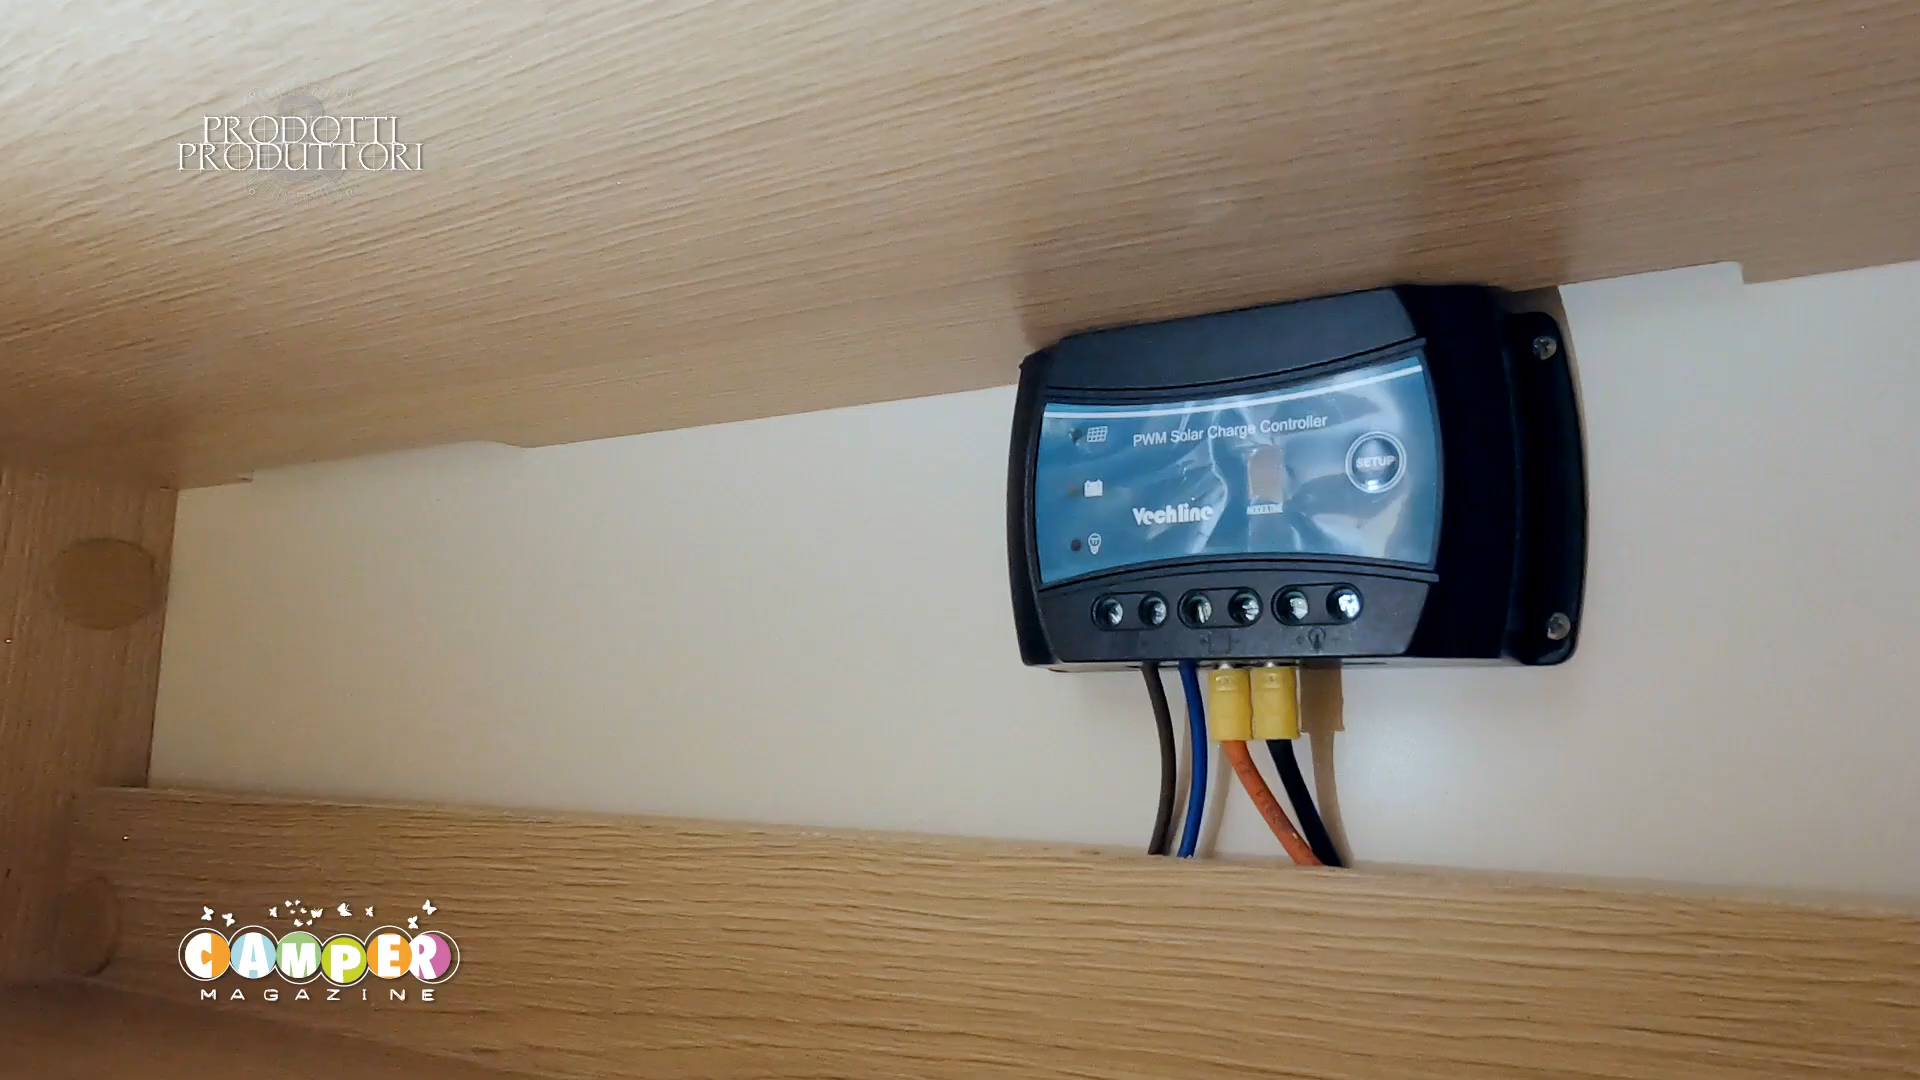 PRODOTTI
PRODUTTORI
PWM Solar Charge Controller
SETUP
Vechline
CAMPER
MAGAZINE